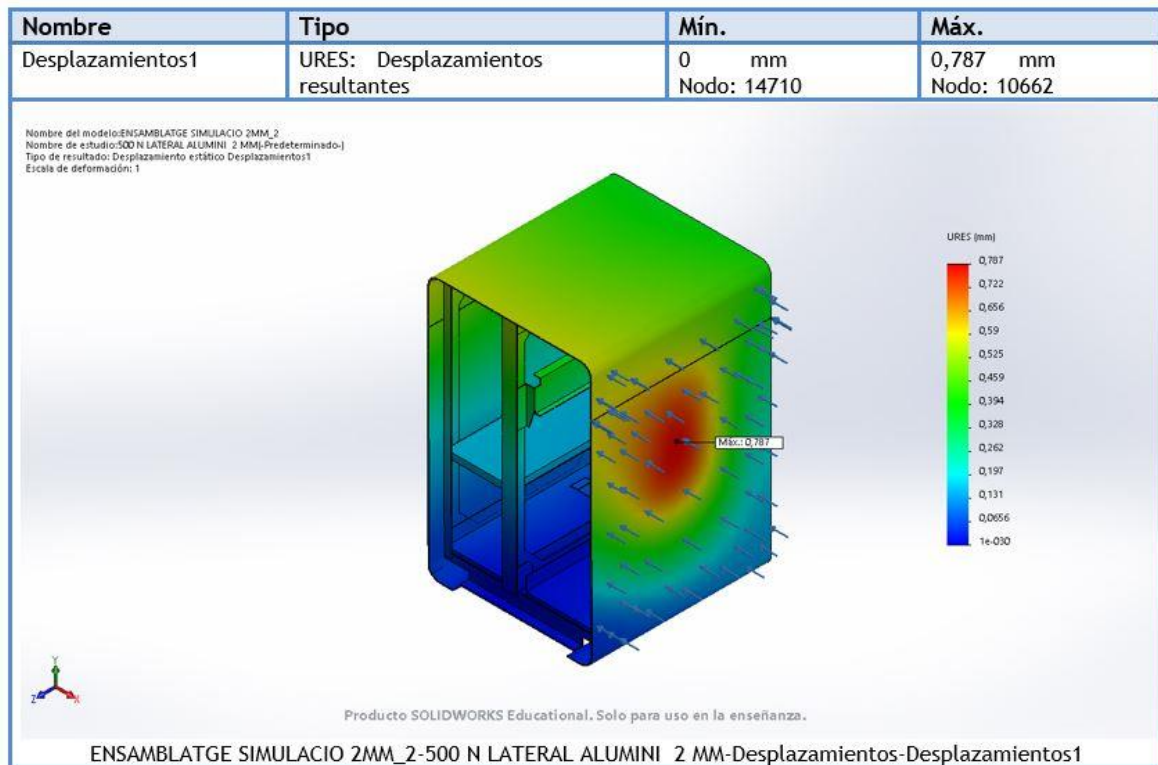 Nombre Tipo Mín. Máx.
Desplazamientos1 URES: Desplazamientos 0 mm 0,787 mm
resultantes Nodo: 14710 Nodo: 10662
Nombre del modelo:ENSAMBLATGE SIMULACIO 2MM_2
Nombre de estudio:500 N LATERAL ALUMINI 2 MM(-Predeterminado-)
Tipo de resultado: Desplazamiento estático Desplazamientos1
Escala de deformación: 1
URES (mm)
0,787
0,722
0,656
0,59
0,525
0,459
0,394
0,328
0,262
0,197
0,131
0,0656
1e-030
Máx.: 0,787
Y
Z
X
Producto SOLIDWORKS Educational. Solo para uso en la enseñanza.
ENSAMBLATGE SIMULACIO 2MM_2-500 N LATERAL ALUMINI 2 MM-Desplazamientos-Desplazamientos1